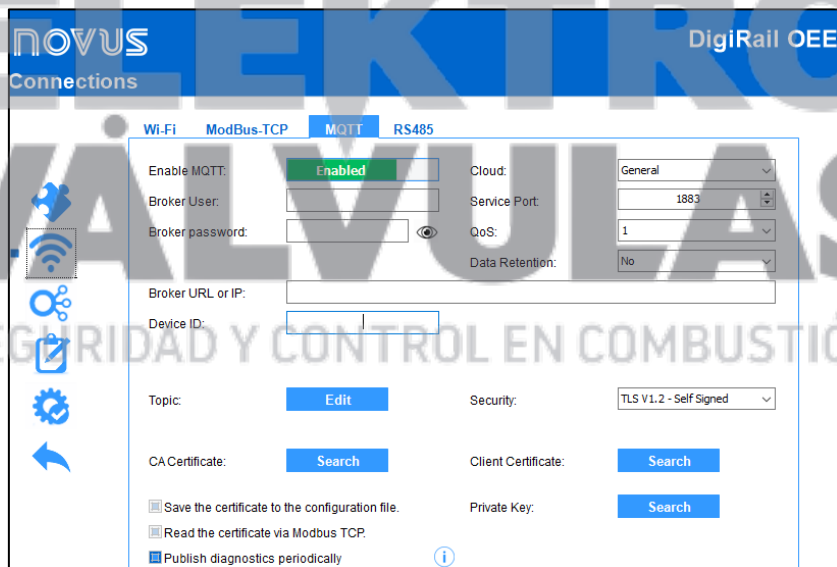 ELEKTRO
novus
DigiRail OEE
Connections
Wi-Fi ModBus-TCP MQTT RS485
VÁLVULAS
Enable MQTT: Enabled Cloud: General
Broker User: Service Port: 1883
Broker password: QoS: 1
Data Retention: No
Broker URL or IP:
Device ID:
SEGURIDAD Y CONTROL EN COMBUSTIÓ
Topic: Edit Security: TLS V1.2 - Self Signed
CA Certificate: Search Client Certificate: Search
Save the certificate to the configuration file. Private Key: Search
Read the certificate via Modbus TCP.
Publish diagnostics periodically